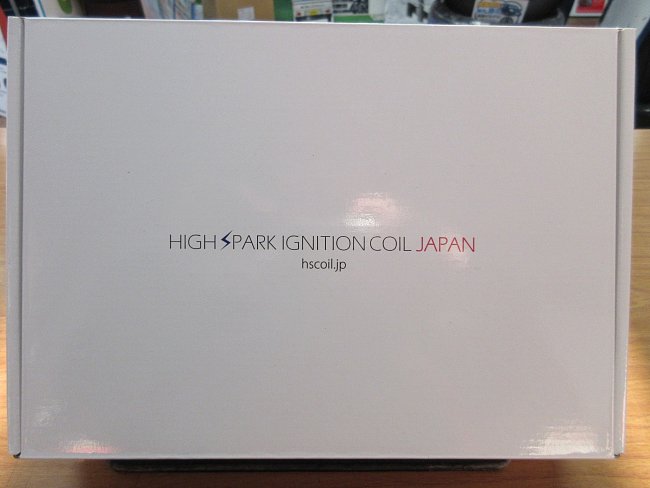 HIGH SPARK IGNITION COIL JAPAN
hscoil.jp